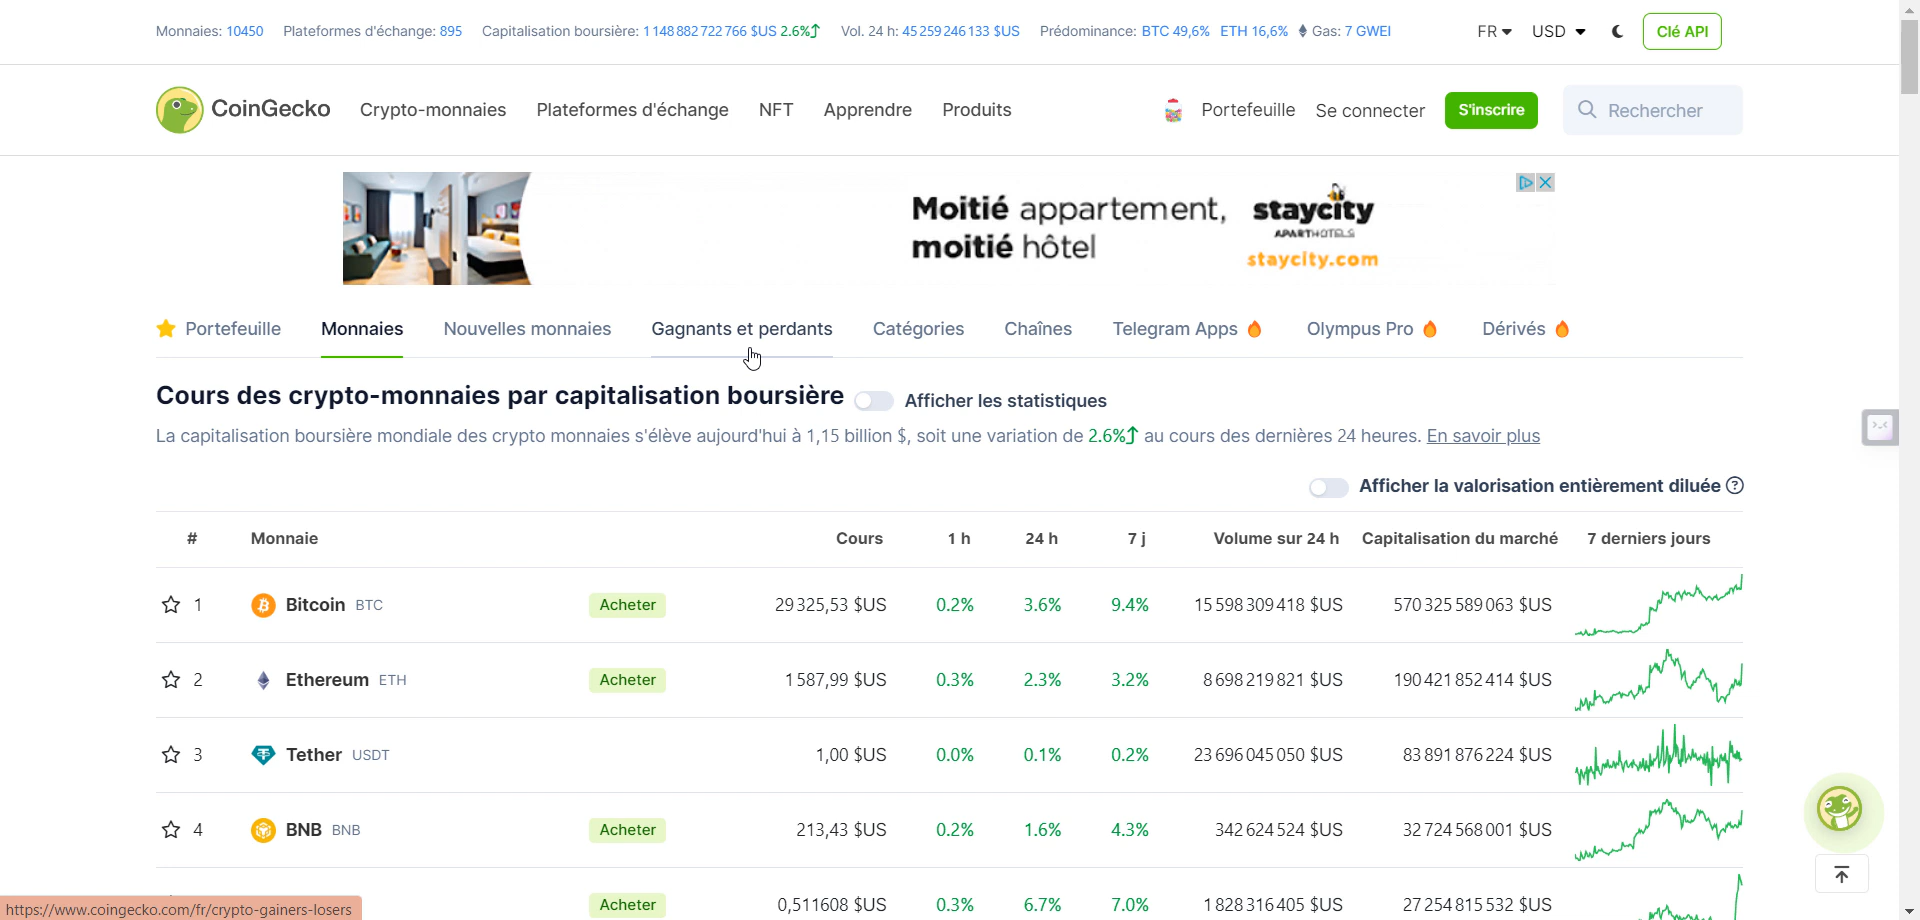 Monnaies: 10450 Plateformes d'échange: 895 Capitalisation boursière: 1 148 882 722 766 $US 2.6% Vol. 24 h: 45 259 246 133 $US Prédominance: BTC 49,6% ETH 16,6% Gas: 7 GWEI FR USD Clé API
CoinGecko Crypto-monnaies Plateformes d'échange NFT Apprendre Produits Portefeuille Se connecter S'inscrire Rechercher
Moitié appartement,
moitié hôtel
staycity
APARTHOTELS
staycity.com
Portefeuille Monnaies Nouvelles monnaies Gagnants et perdants Catégories Chaînes Telegram Apps Olympus Pro Dérivés
Cours des crypto-monnaies par capitalisation boursière Afficher les statistiques
La capitalisation boursière mondiale des crypto monnaies s'élève aujourd'hui à 1,15 billion $, soit une variation de 2.6% au cours des dernières 24 heures. En savoir plus
Afficher la valorisation entièrement diluée
# Monnaie Cours 1 h 24 h 7 j Volume sur 24 h Capitalisation du marché 7 derniers jours
1 Bitcoin BTC Acheter 29 325,53 $US 0.2% 3.6% 9.4% 15 598 309 418 $US 570 325 589 063 $US
2 Ethereum ETH Acheter 1 587,99 $US 0.3% 2.3% 3.2% 8 698 219 821 $US 190 421 852 414 $US
3 Tether USDT 1,00 $US 0.0% 0.1% 0.2% 23 696 045 050 $US 83 891 876 224 $US
4 BNB BNB Acheter 213,43 $US 0.2% 1.6% 4.3% 342 624 524 $US 32 724 568 001 $US
Acheter 0,511608 $US 0.3% 6.7% 7.0% 1 828 316 405 $US 27 254 815 532 $US
https://www.coingecko.com/fr/crypto-gainers-losers